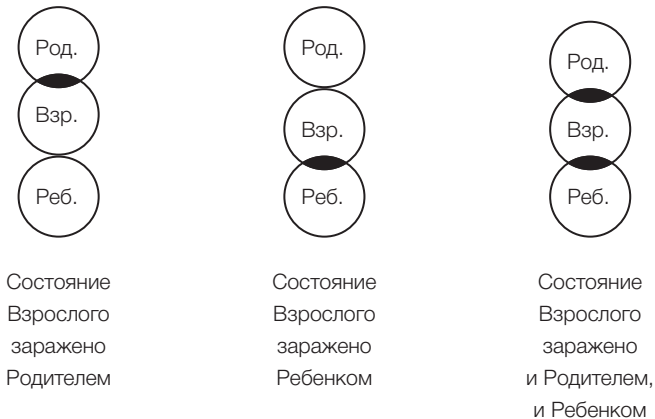 Род.
Взр.
Реб.
Состояние
Взрослого
заражено
Родителем
Род.
Взр.
Реб.
Состояние
Взрослого
заражено
Ребенком
Род.
Взр.
Реб.
Состояние
Взрослого
заражено
и Родителем,
и Ребенком